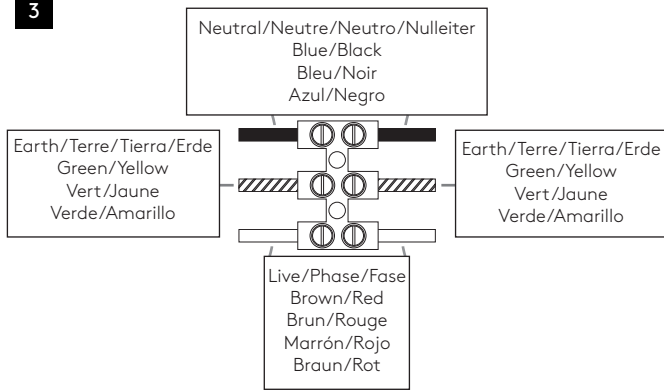 3
Neutral/Neutre/Neutro/Nulleiter
Blue/Black
Bleu/Noir
Azul/Negro
Earth/Terre/Tierra/Erde
Green/Yellow
Vert/Jaune
Verde/Amarillo
Earth/Terre/Tierra/Erde
Green/Yellow
Vert/Jaune
Verde/Amarillo
Live/Phase/Fase
Brown/Red
Brun/Rouge
Marrón/Rojo
Braun/Rot